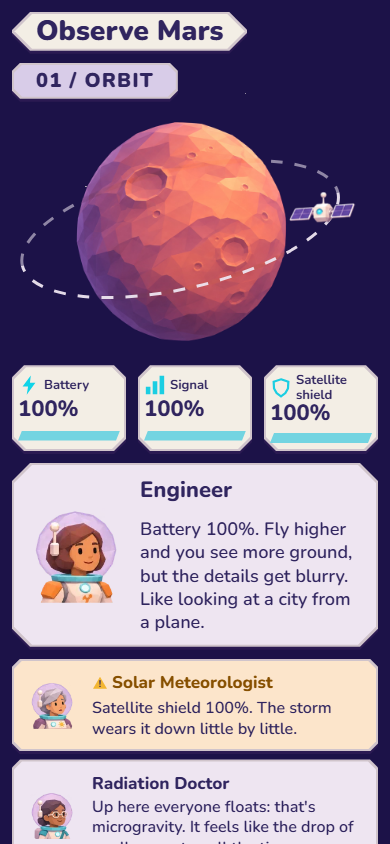 Observe Mars
01 / ORBIT
Battery
100%
Signal
100%
Satellite
shield
100%
Engineer
Battery 100%. Fly higher
and you see more ground,
but the details get blurry.
Like looking at a city from
a plane.
Solar Meteorologist
Satellite shield 100%. The storm
wears it down little by little.
Radiation Doctor
Up here everyone floats: that's
microgravity. It feels like the drop of